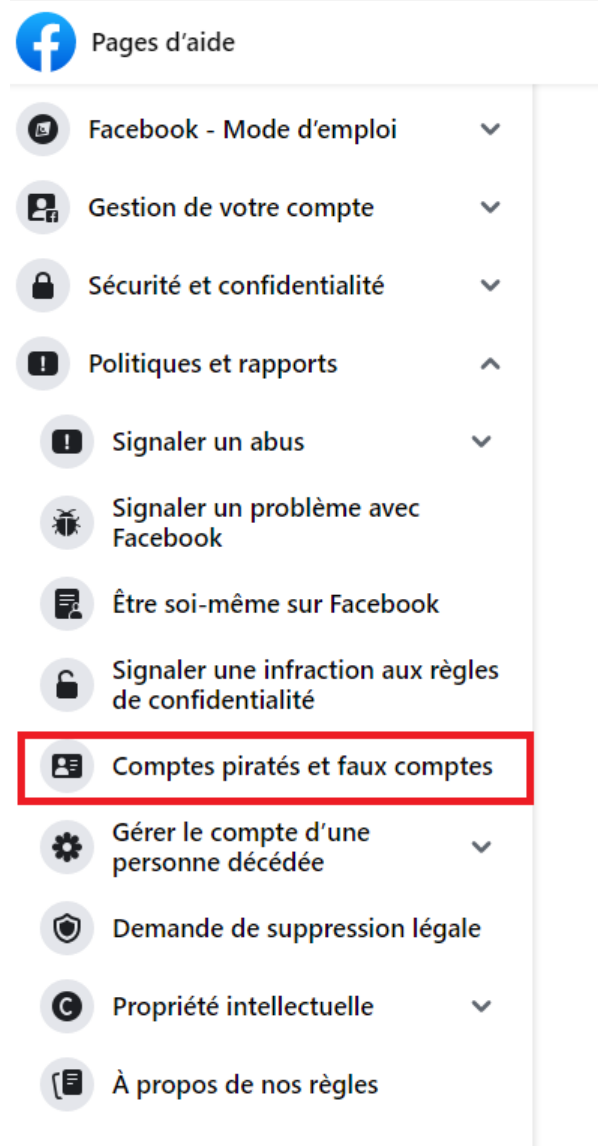 Pages d'aide
Facebook - Mode d'emploi
Gestion de votre compte
Sécurité et confidentialité
Politiques et rapports
Signaler un abus
Signaler un problème avec
Facebook
Être soi-même sur Facebook
Signaler une infraction aux règles
de confidentialité
Comptes piratés et faux comptes
Gérer le compte d'une
personne décédée
Demande de suppression légale
Propriété intellectuelle
À propos de nos règles